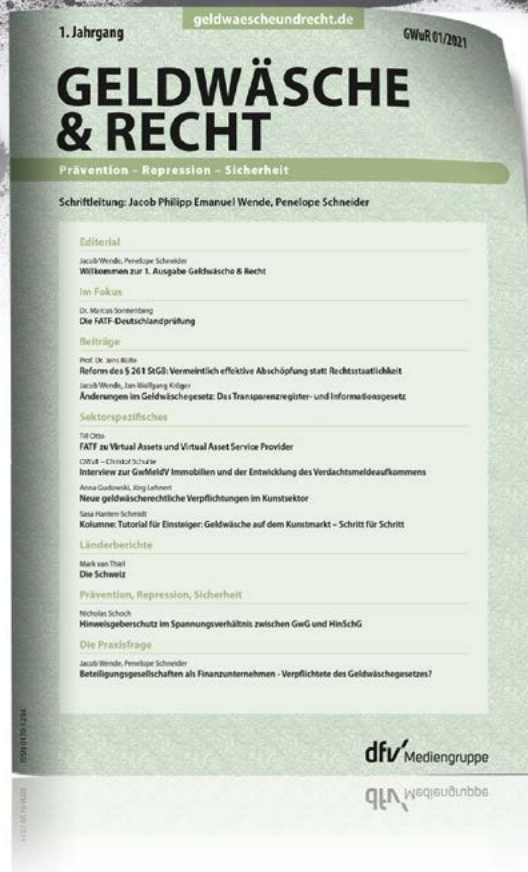 geldwaescheundrecht.de
1. Jahrgang
GWuR 01/2021
GELDWÄSCHE
& RECHT
Prävention – Repression – Sicherheit
Schriftleitung: Jacob Philipp Emanuel Wende, Penelope Schneider
Editorial
Jacob Wende, Penelope Schneider
Willkommen zur 1. Ausgabe Geldwäsche & Recht
Im Fokus
Dr. Marcus Sonnenberg
Die FATF-Deutschlandprüfung
Beiträge
Prof. Dr. Jens Bülte
Reform des § 261 StGB: Vermeintlich effektive Abschöpfung statt Rechtsstaatlichkeit
Jacob Wende, Jan-Wolfgang Kröger
Änderungen im Geldwäschegesetz: Das Transparenzregister- und Informationsgesetz
Sektorspezifisches
Till Otto
FATF zu Virtual Assets und Virtual Asset Service Provider
GWuR – Christof Schulte
Interview zur GwMeldV Immobilien und der Entwicklung des Verdachtsmeldeaufkommens
Anna Gudowski, Jörg Lehnert
Neue geldwäscherechtliche Verpflichtungen im Kunstsektor
Sasa Hanten-Schmidt
Kolumne: Tutorial für Einsteiger: Geldwäsche auf dem Kunstmarkt – Schritt für Schritt
Länderberichte
Mark van Thiel
Die Schweiz
Prävention, Repression, Sicherheit
Nicholas Schoch
Hinweisgeberschutz im Spannungsverhältnis zwischen GwG und HinSchG
Die Praxisfrage
Jacob Wende, Penelope Schneider
Beteiligungsgesellschaften als Finanzunternehmen - Verpflichtete des Geldwäschegesetzes?
dfv Mediengruppe